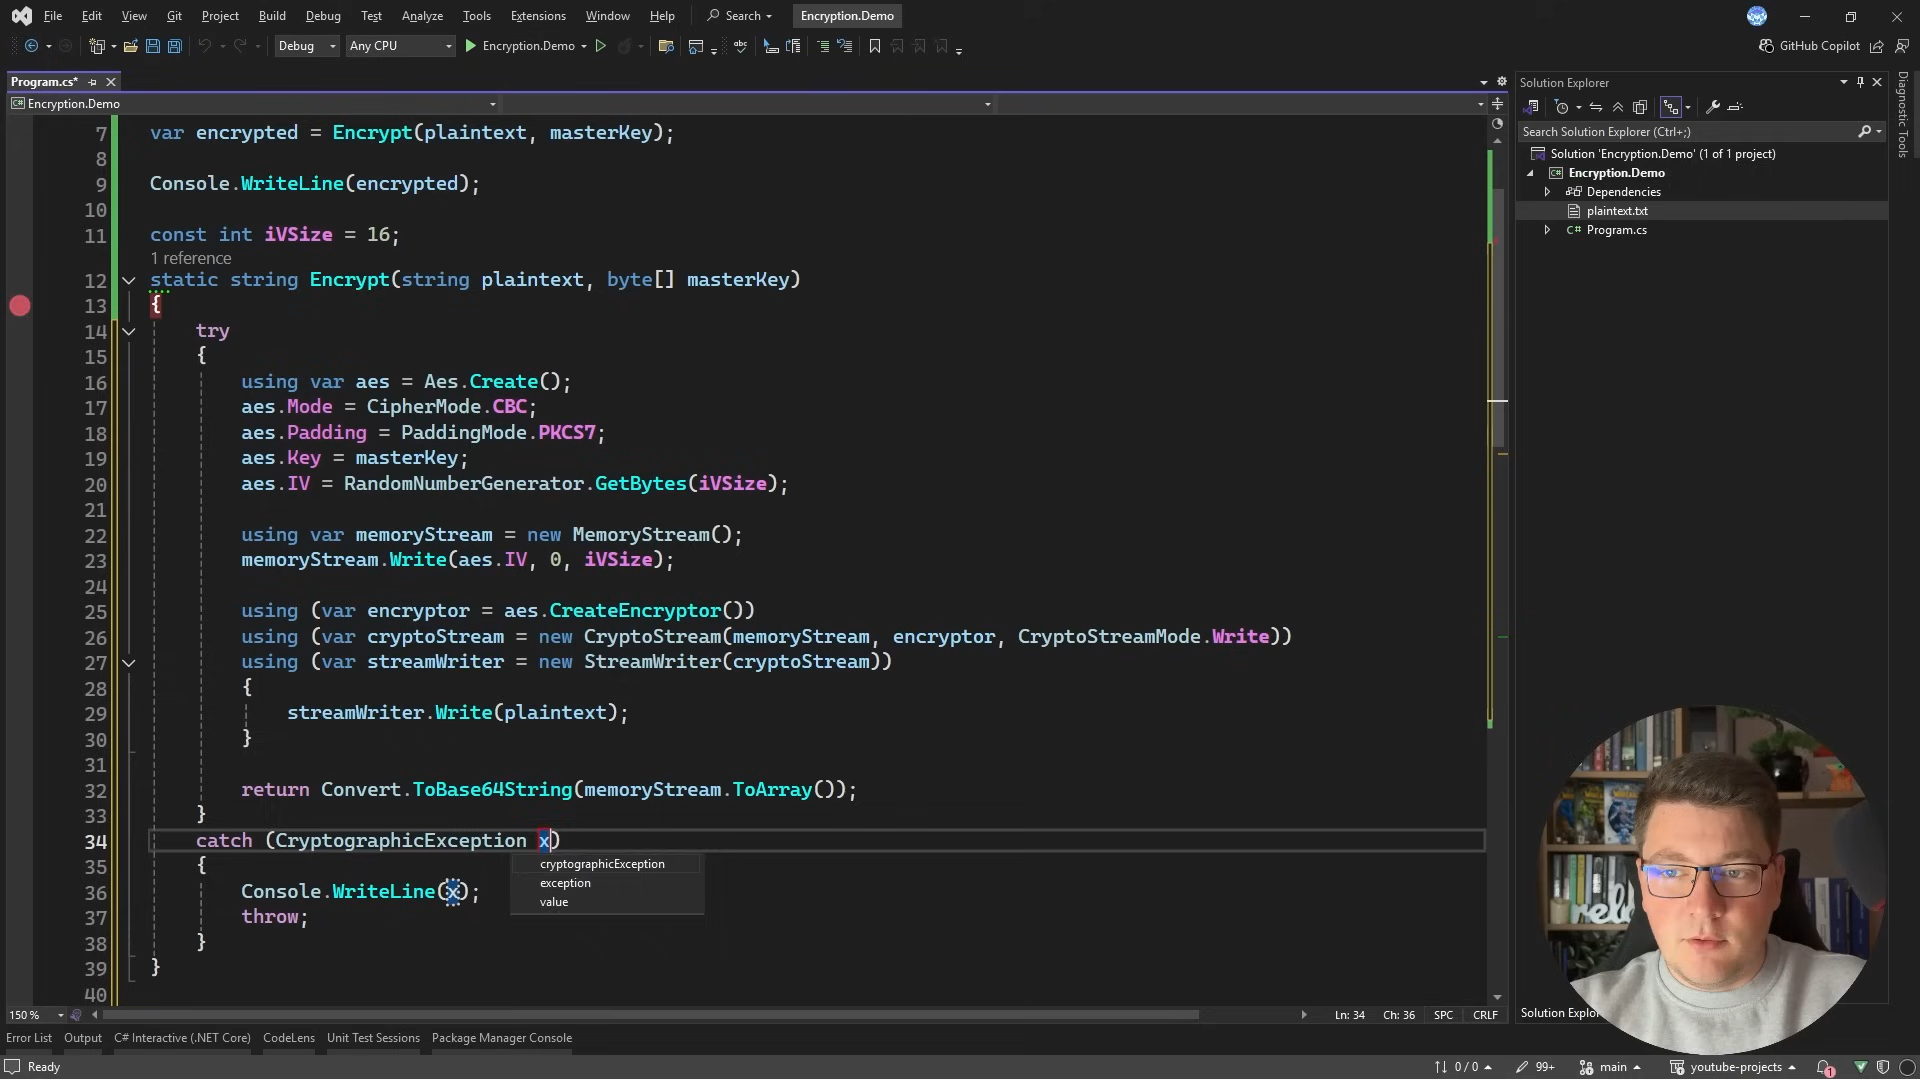 File Edit View Git Project Build Debug Test Analyze Tools Extensions Window Help Search Encryption.Demo
Debug Any CPU Encryption.Demo GitHub Copilot
Program.cs*
Encryption.Demo
7 var encrypted = Encrypt(plaintext, masterKey);
8
9 Console.WriteLine(encrypted);
10
11 const int iVSize = 16;
1 reference
12 static string Encrypt(string plaintext, byte[] masterKey)
13 {
14 try
15 {
16 using var aes = Aes.Create();
17 aes.Mode = CipherMode.CBC;
18 aes.Padding = PaddingMode.PKCS7;
19 aes.Key = masterKey;
20 aes.IV = RandomNumberGenerator.GetBytes(iVSize);
21
22 using var memoryStream = new MemoryStream();
23 memoryStream.Write(aes.IV, 0, iVSize);
24
25 using (var encryptor = aes.CreateEncryptor())
26 using (var cryptoStream = new CryptoStream(memoryStream, encryptor, CryptoStreamMode.Write))
27 using (var streamWriter = new StreamWriter(cryptoStream))
28 {
29 streamWriter.Write(plaintext);
30 }
31
32 return Convert.ToBase64String(memoryStream.ToArray());
33 }
34 catch (CryptographicException x)
35 {
cryptographicException
exception
value
36 Console.WriteLine(x);
37 throw;
38 }
39 }
40
150 % Ln: 34 Ch: 36 SPC CRLF
Error List Output C# Interactive (.NET Core) CodeLens Unit Test Sessions Package Manager Console
Ready 0 / 0 99+ main youtube-projects 1
Solution Explorer
Search Solution Explorer (Ctrl+;)
Solution 'Encryption.Demo' (1 of 1 project)
Encryption.Demo
Dependencies
plaintext.txt
C# Program.cs
Diagnostic Tools